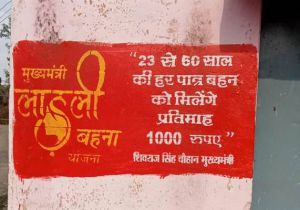 मुख्यमंत्री
लाड़ली
बहना
योजना
"23 से 60 साल
की हर पात्र बहन
को मिलेंगे
प्रतिमाह
1000 रुपए"
शिवराज सिंह चौहान मुख्यमंत्री